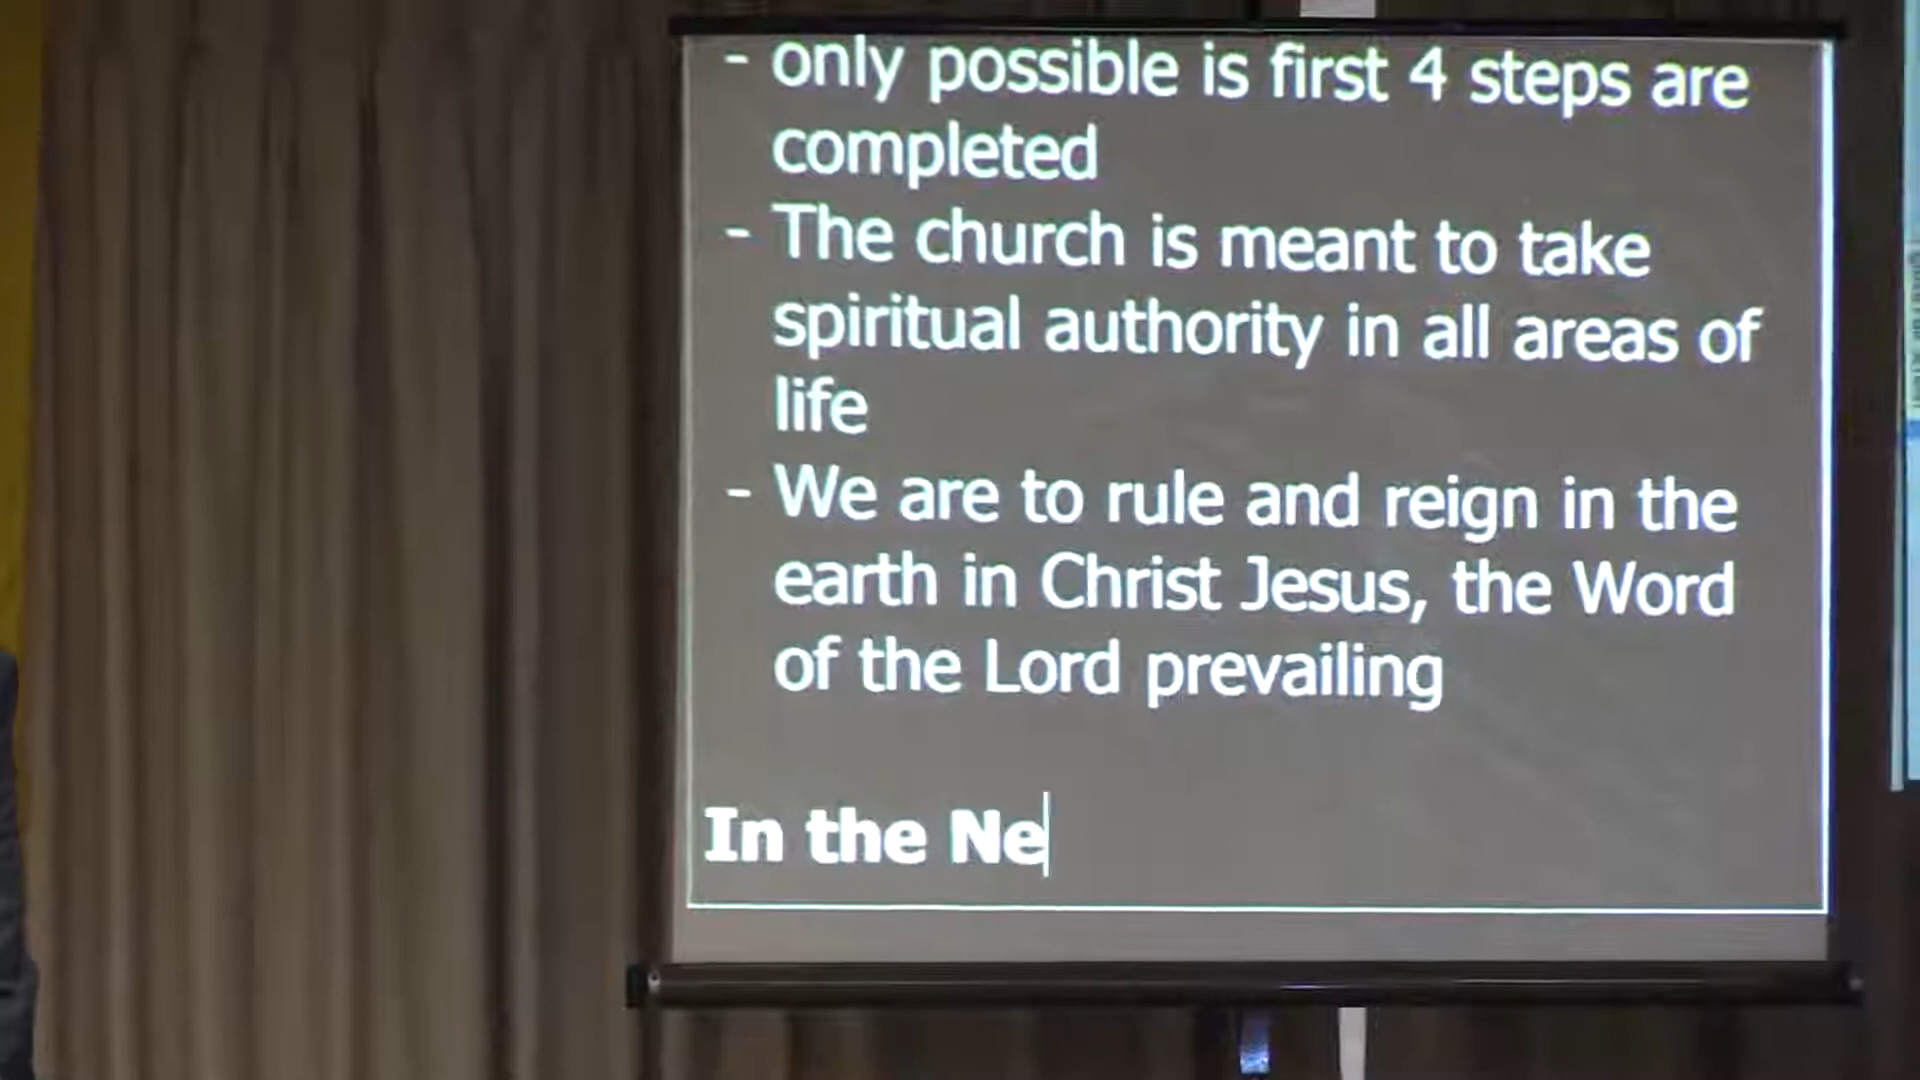 - only possible is first 4 steps are
completed
- The church is meant to take
spiritual authority in all areas of
life
- We are to rule and reign in the
earth in Christ Jesus, the Word
of the Lord prevailing
In the Ne